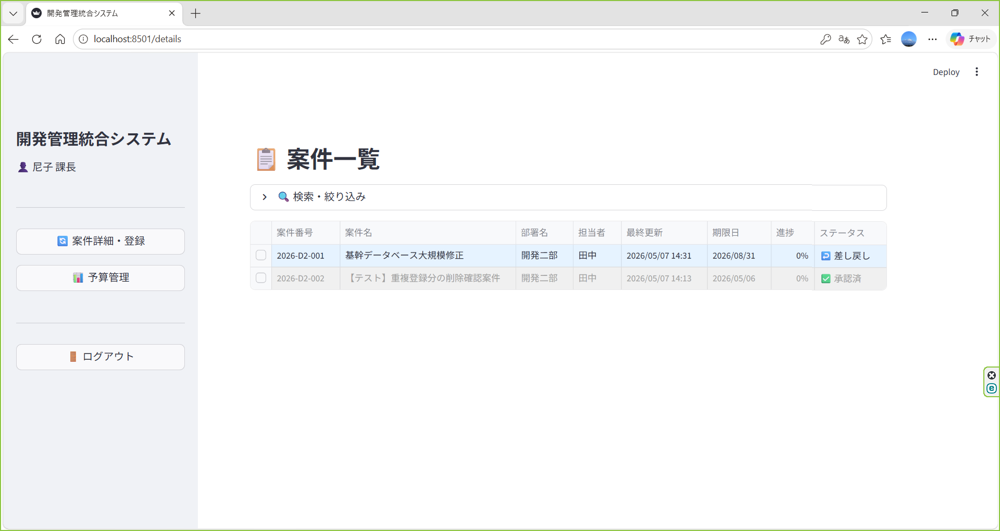 開発管理統合システム
localhost:8501/details
チャット
Deploy
開発管理統合システム
尼子 課長
案件詳細・登録
予算管理
ログアウト
案件一覧
検索・絞り込み
案件番号 案件名 部署名 担当者 最終更新 期限日 進捗 ステータス
2026-D2-001 基幹データベース大規模修正 開発二部 田中 2026/05/07 14:31 2026/08/31 0% 差し戻し
2026-D2-002 【テスト】重複登録分の削除確認案件 開発二部 田中 2026/05/07 14:13 2026/05/06 0% 承認済